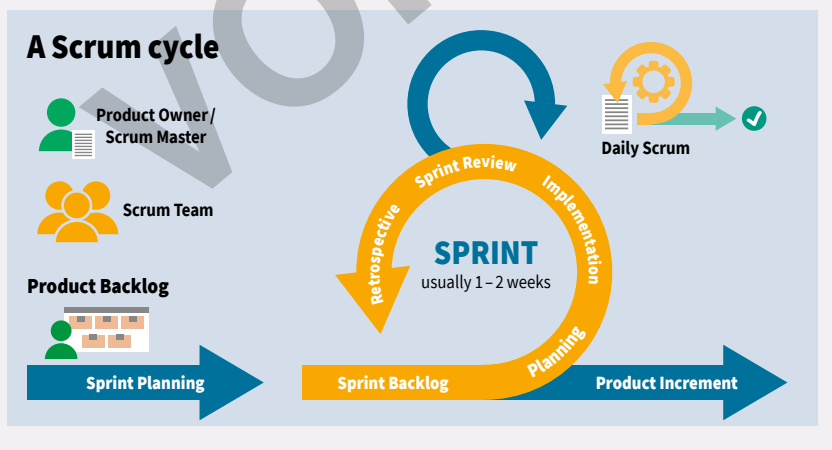 A Scrum cycle
Product Owner/
Scrum Master
Scrum Team
Product Backlog
Sprint Planning
Sprint Backlog
Planning
Implementation
Sprint Review
Retrospective
SPRINT
usually 1–2 weeks
Product Increment
Daily Scrum